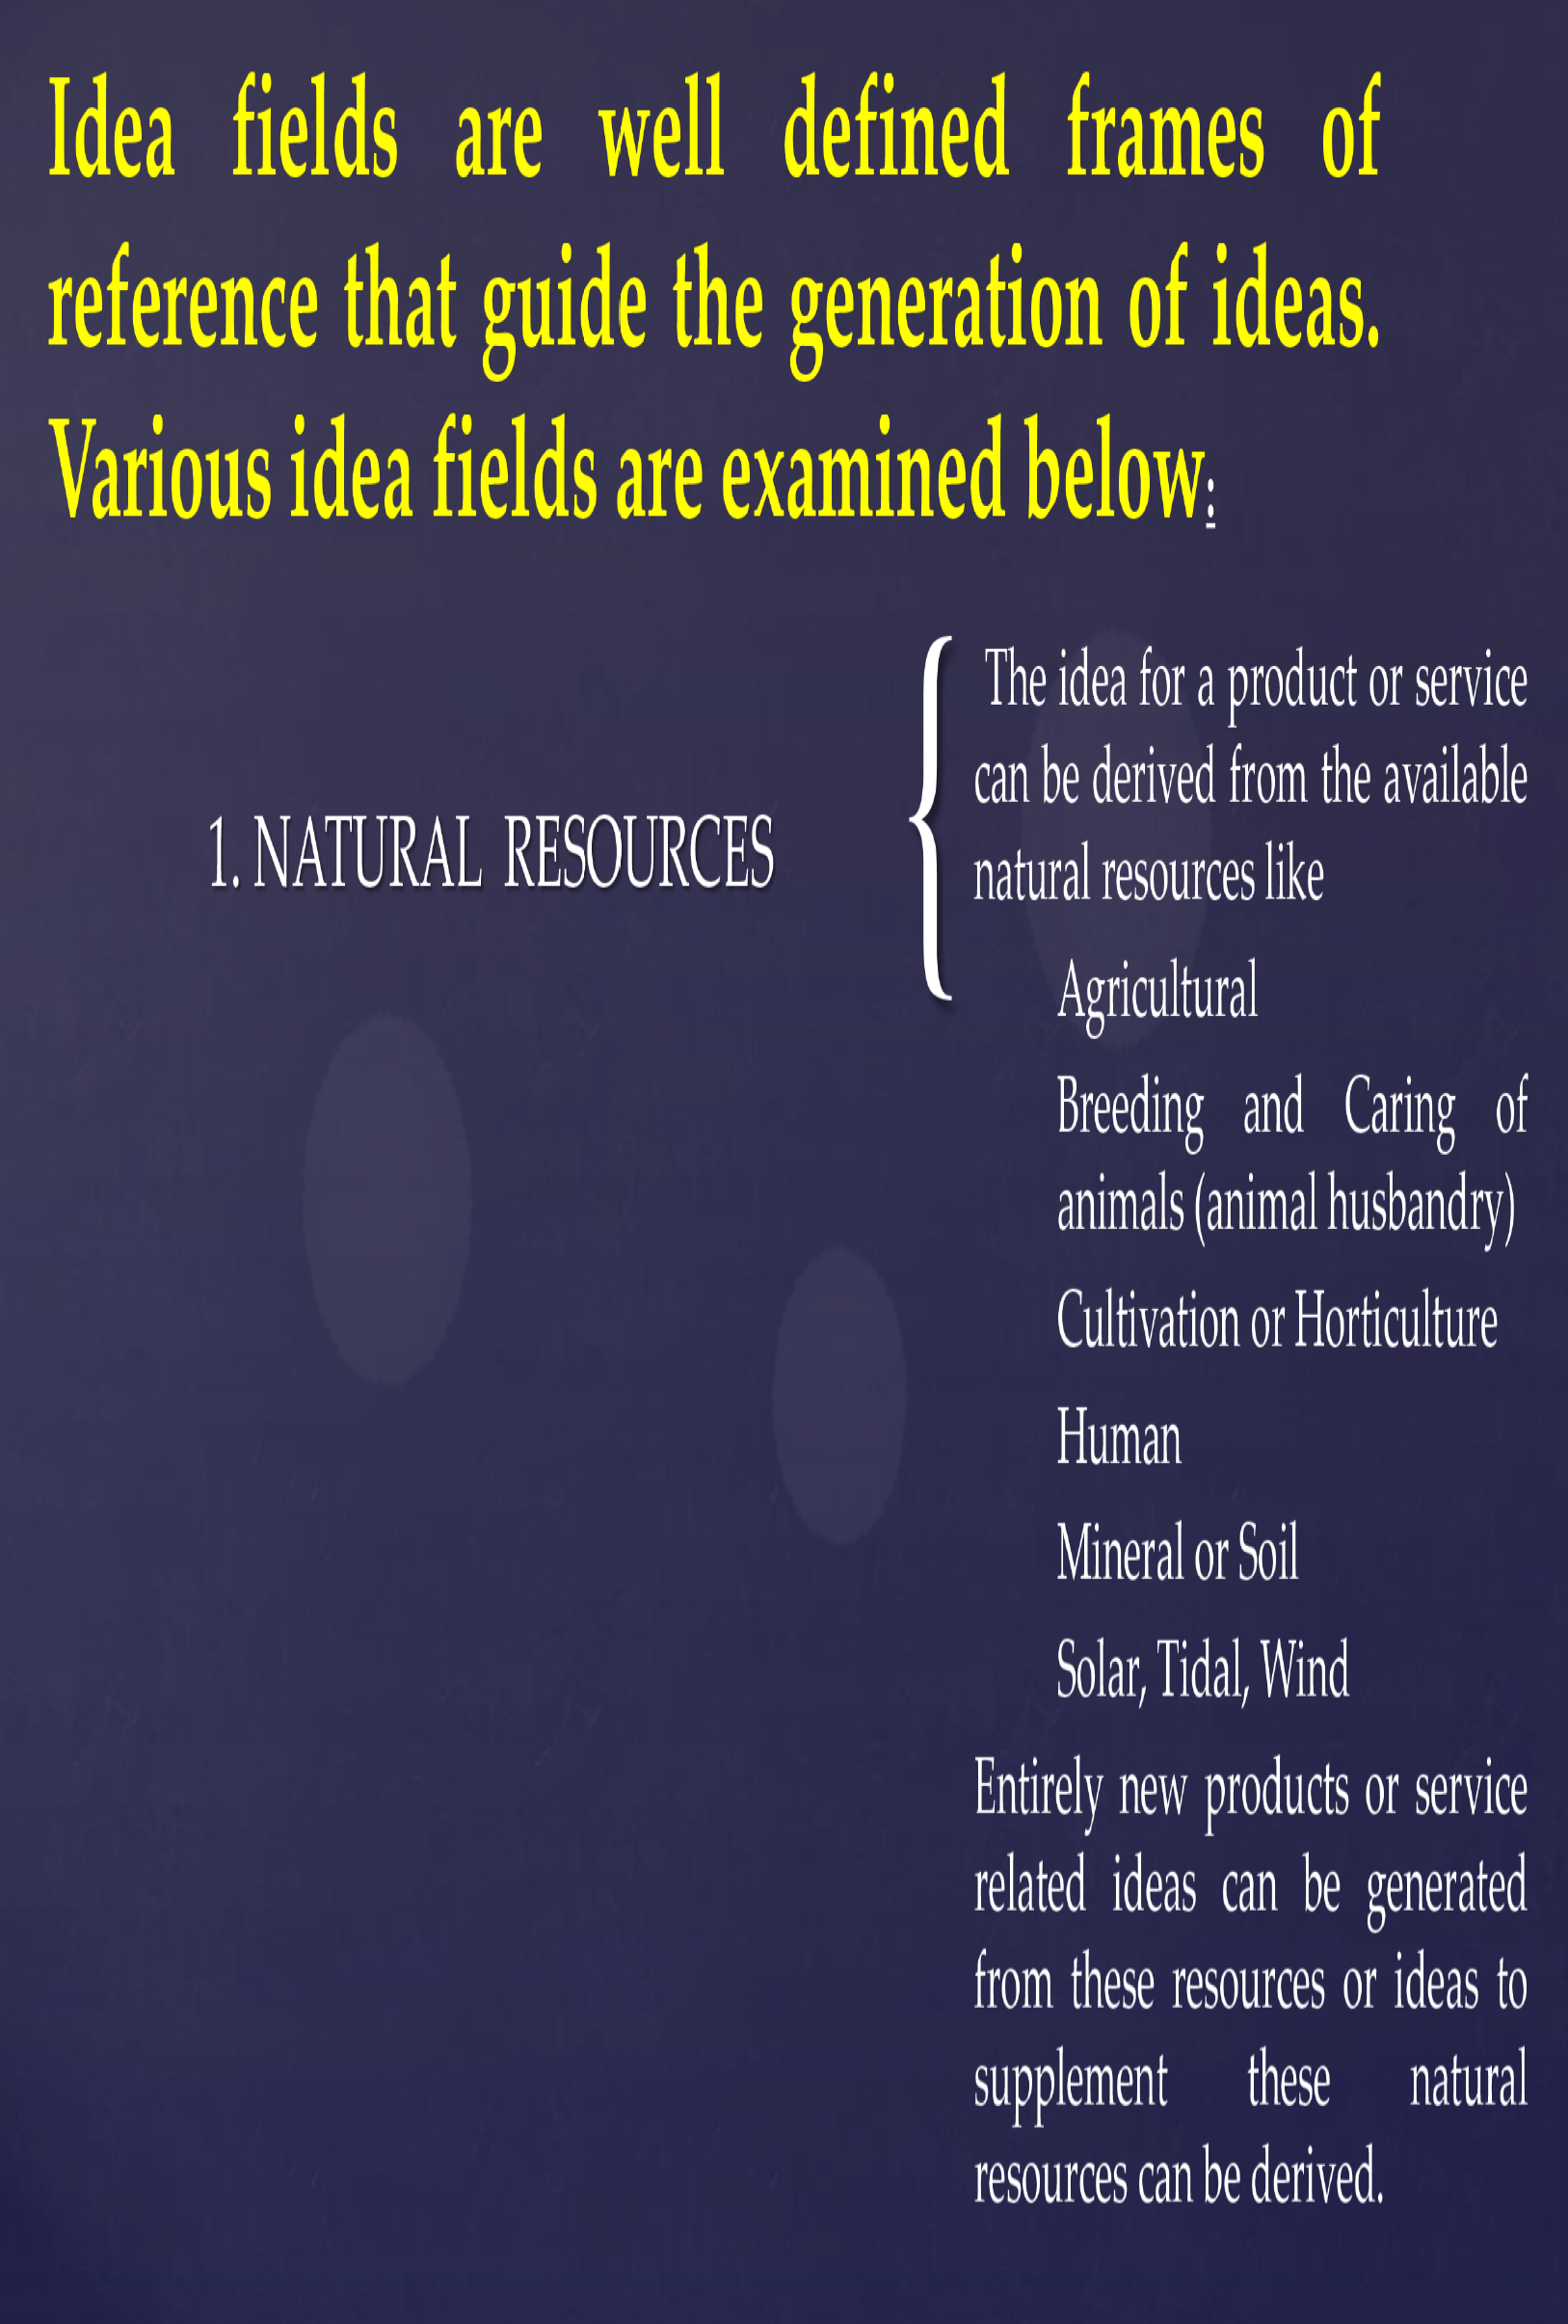 Idea fields are well defined frames of
reference that guide the generation of ideas.
Various idea fields are examined below:
1. NATURAL RESOURCES
The idea for a product or service
can be derived from the available
natural resources like
Agricultural
Breeding and Caring of
animals (animal husbandry)
Cultivation or Horticulture
Human
Mineral or Soil
Solar, Tidal, Wind
Entirely new products or service
related ideas can be generated
from these resources or ideas to
supplement these natural
resources can be derived.